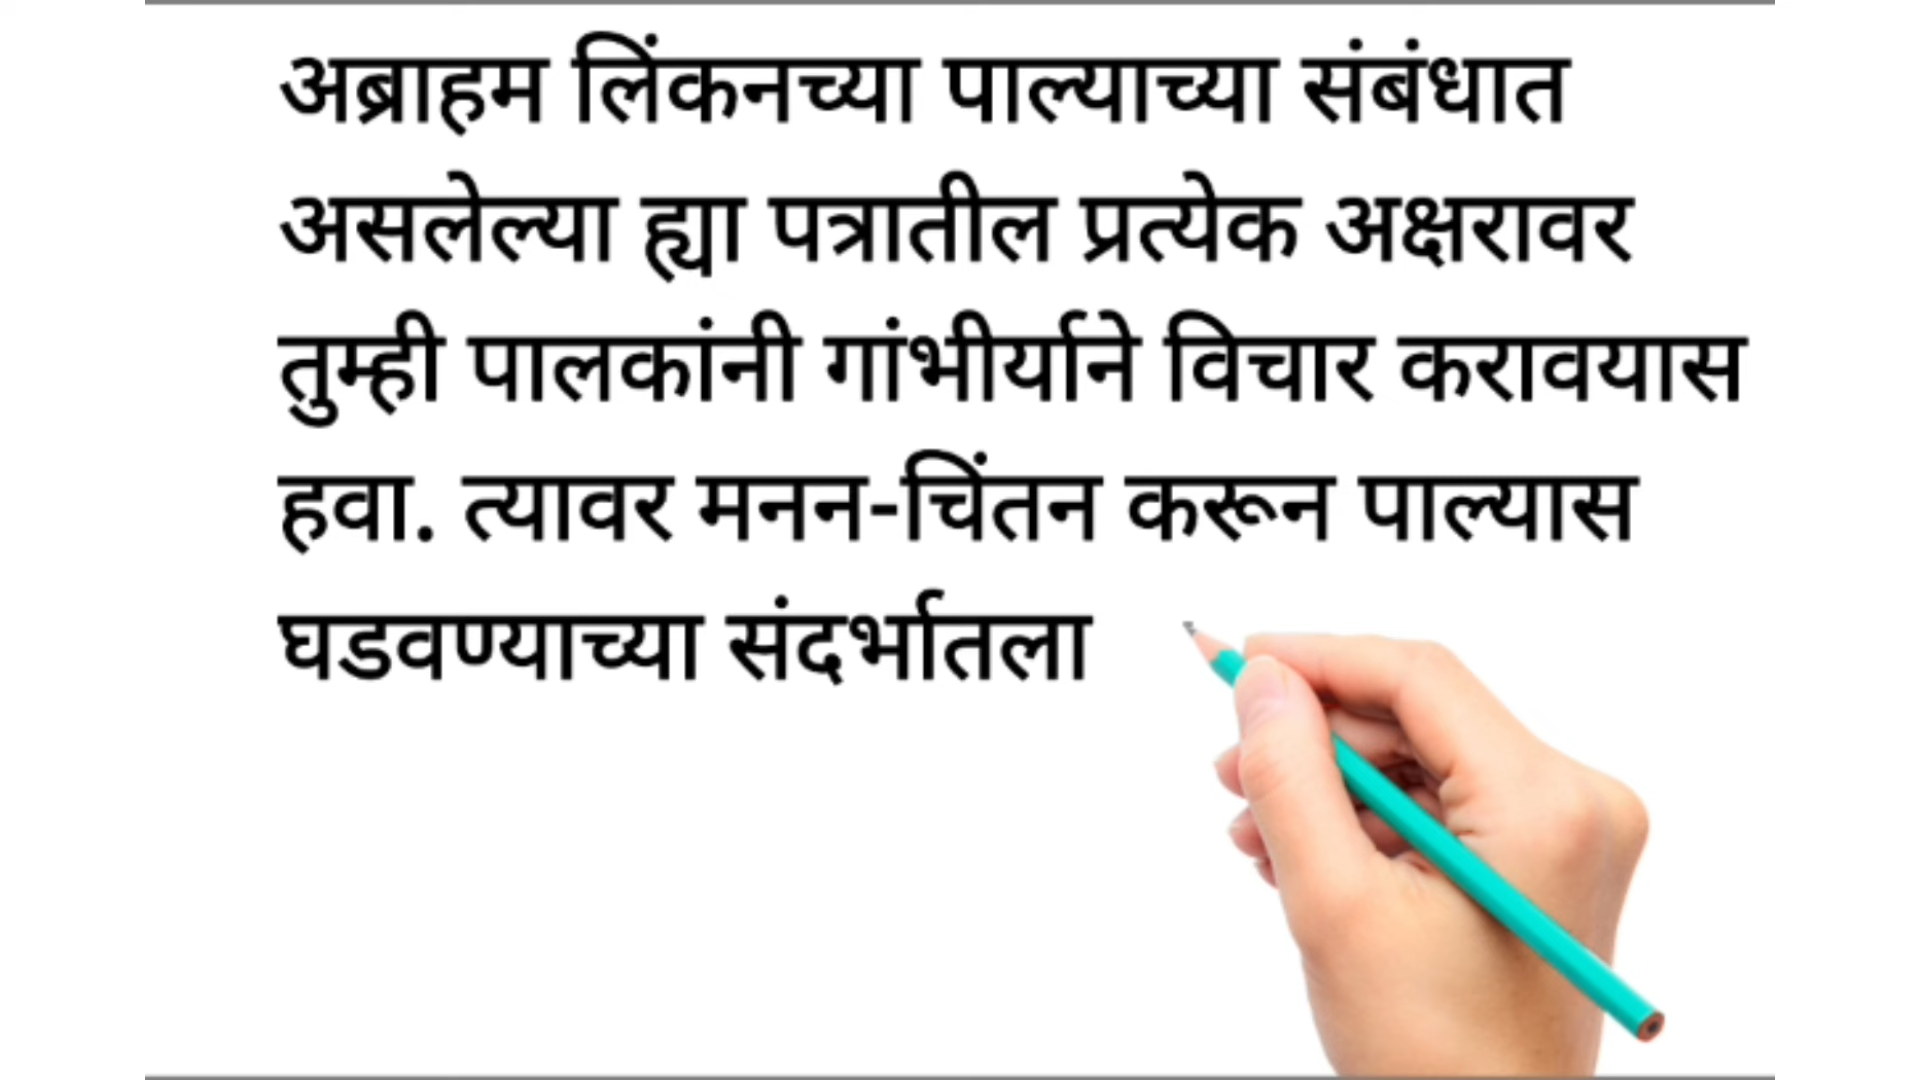 अब्राहम लिंकनच्या पाल्याच्या संबंधात
असलेल्या ह्या पत्रातील प्रत्येक अक्षरावर
तुम्ही पालकांनी गांभीर्याने विचार करावयास
हवा. त्यावर मनन-चिंतन करून पाल्यास
घडवण्याच्या संदर्भातला